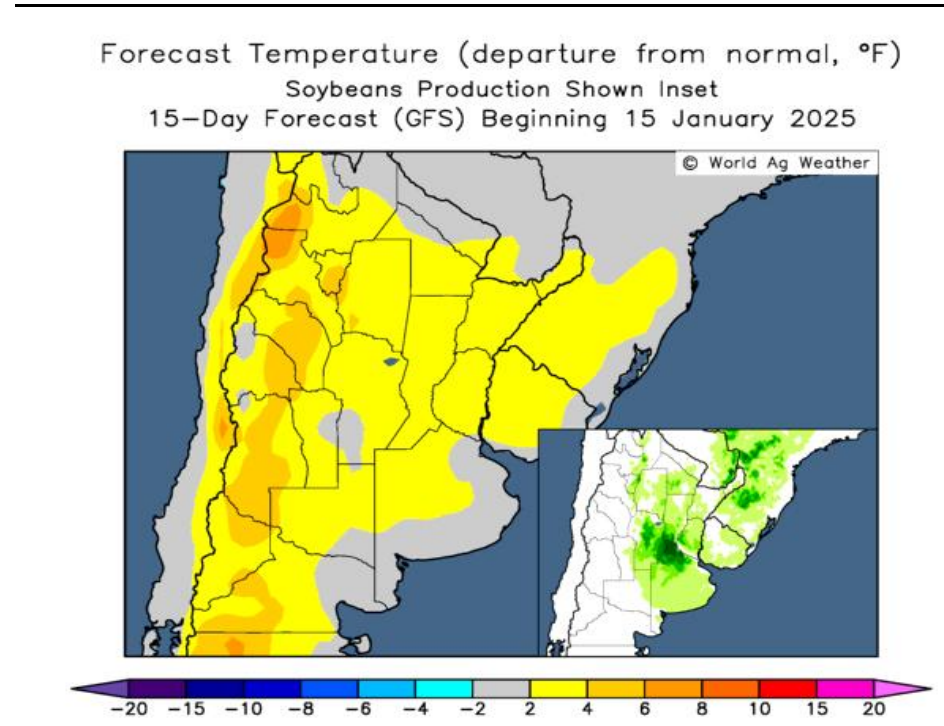 Forecast Temperature (departure from normal, °F)
Soybeans Production Shown Inset
15-Day Forecast (GFS) Beginning 15 January 2025
© World Ag Weather
-20 -15 -10 -8 -6 -4 -2 2 4 6 8 10 15 20